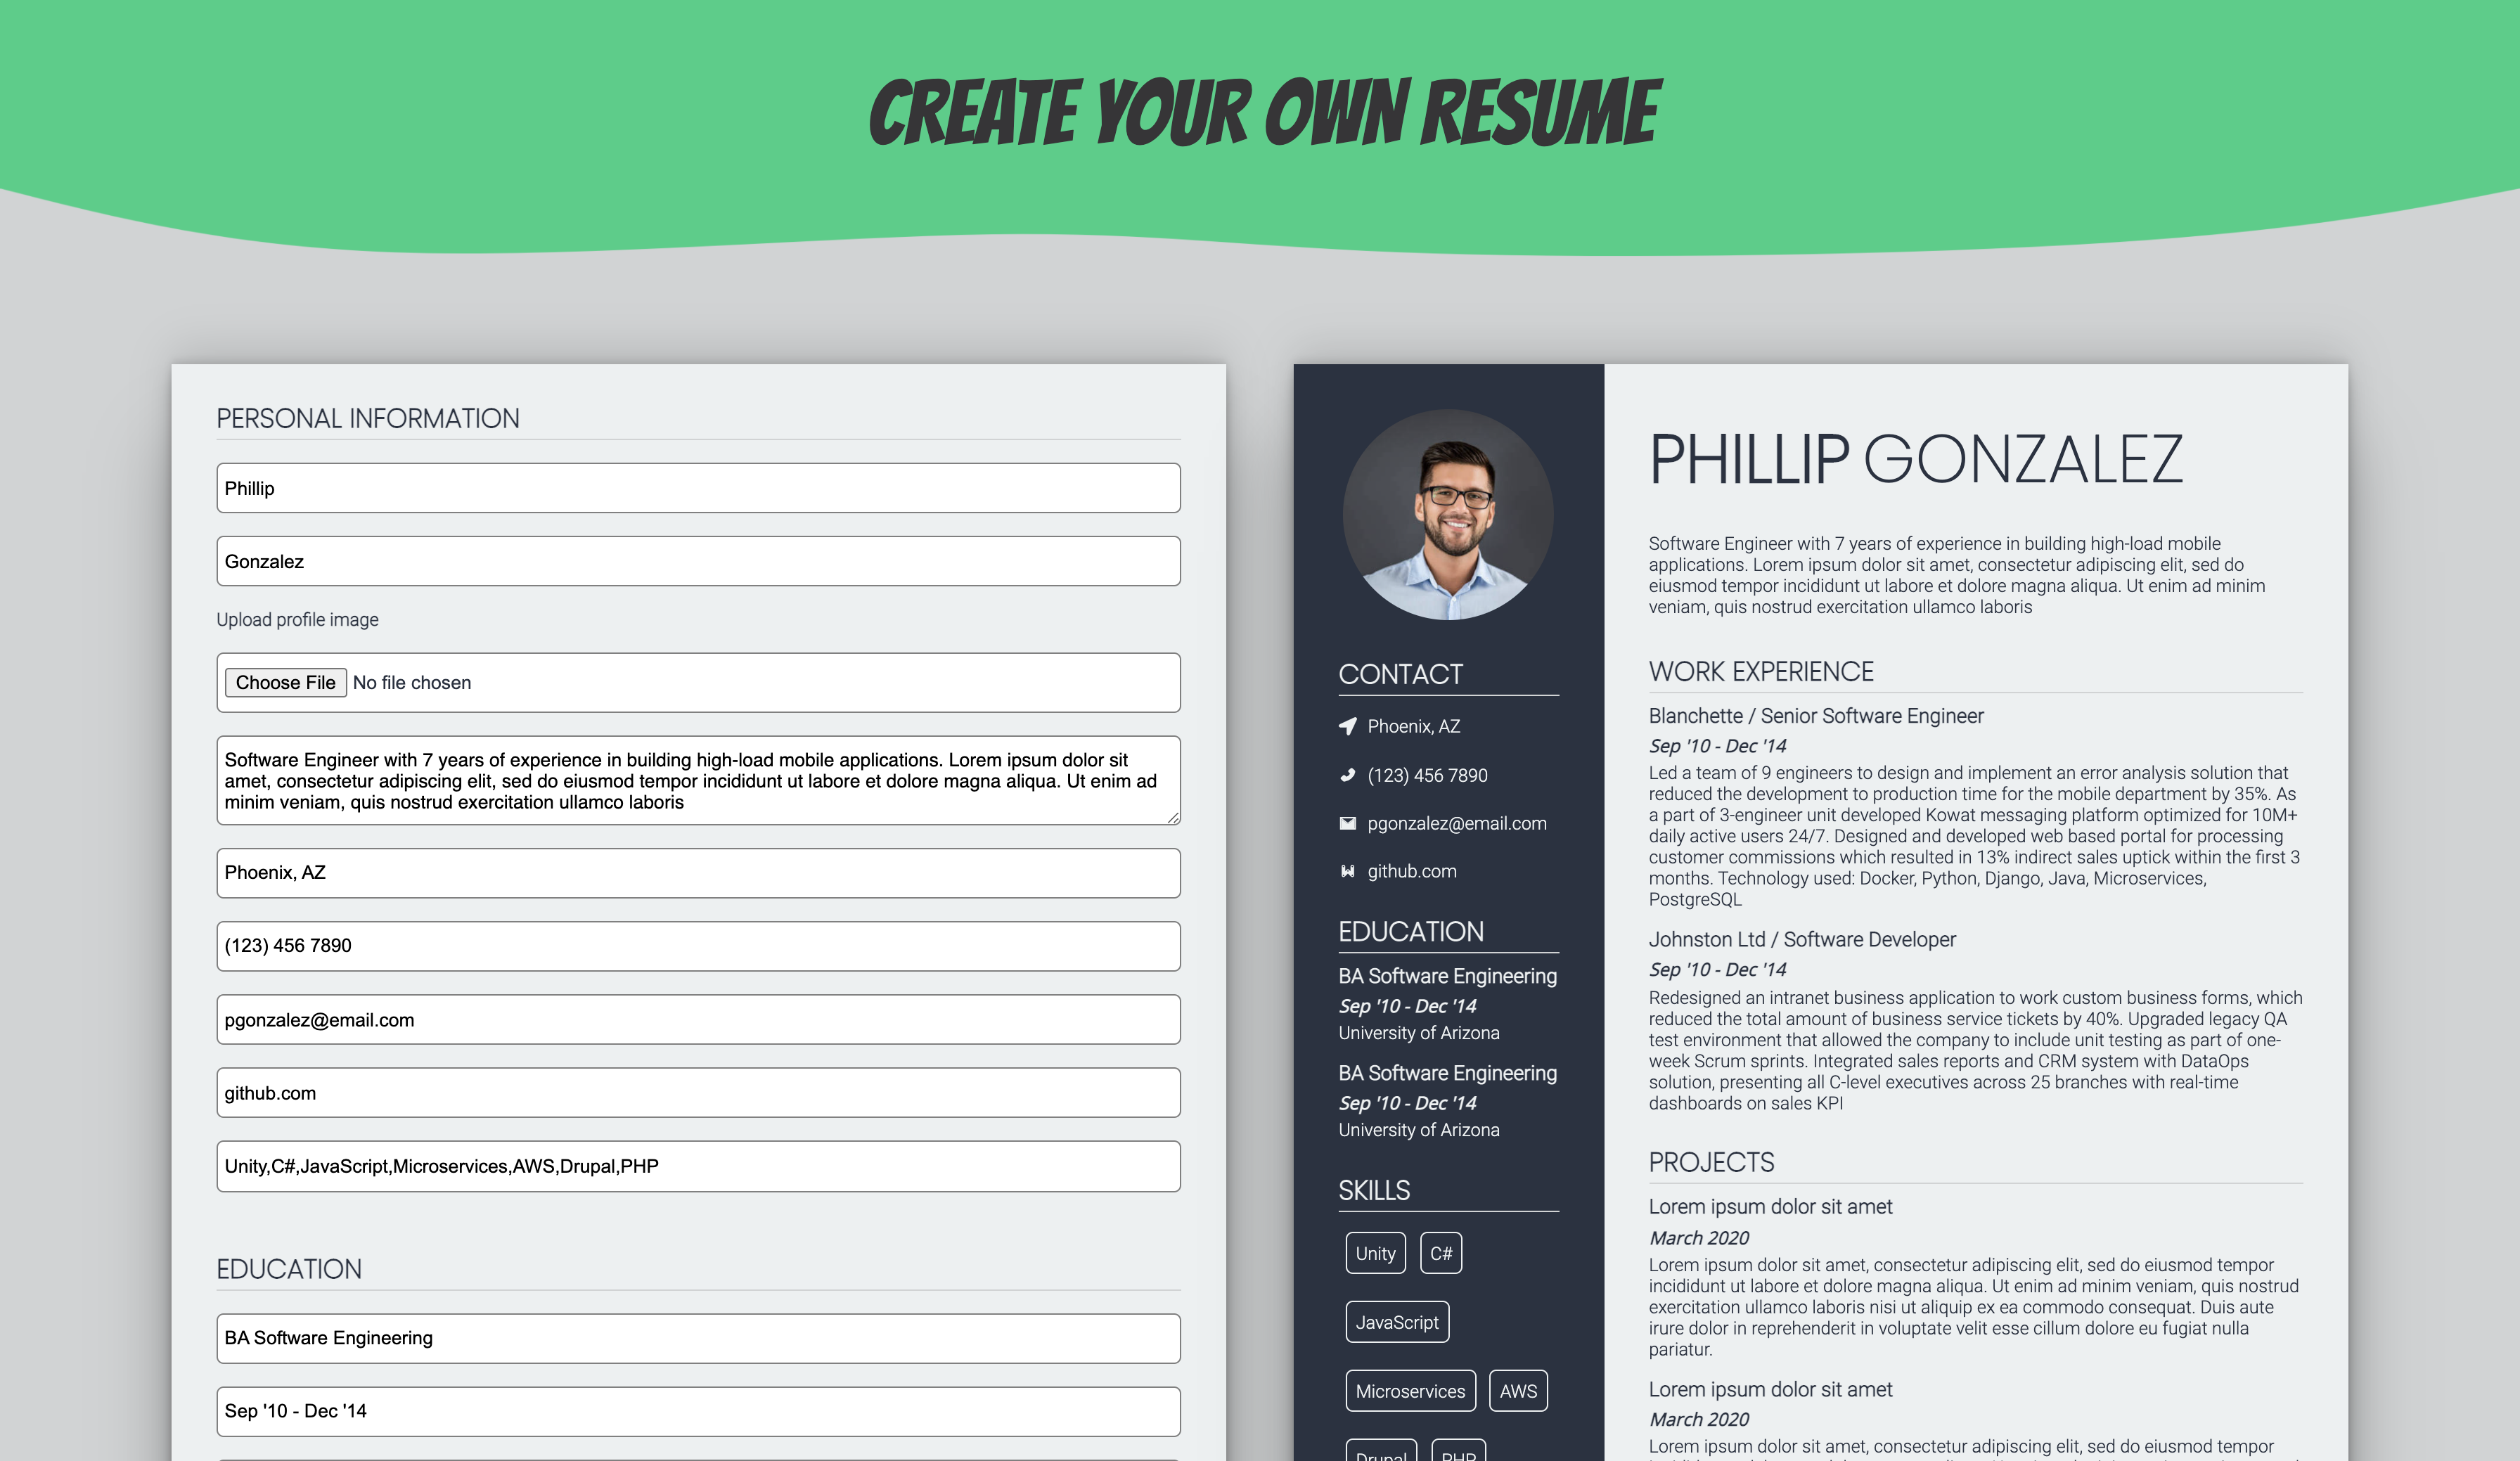 CREATE YOUR OWN RESUME
PERSONAL INFORMATION
Phillip
Gonzalez
Upload profile image
Choose File No file chosen
Software Engineer with 7 years of experience in building high-load mobile applications. Lorem ipsum dolor sit
amet, consectetur adipiscing elit, sed do eiusmod tempor incididunt ut labore et dolore magna aliqua. Ut enim ad
minim veniam, quis nostrud exercitation ullamco laboris
Phoenix, AZ
(123) 456 7890
pgonzalez@email.com
github.com
Unity,C#,JavaScript,Microservices,AWS,Drupal,PHP
EDUCATION
BA Software Engineering
Sep '10 - Dec '14
CONTACT
Phoenix, AZ
(123) 456 7890
pgonzalez@email.com
github.com
EDUCATION
BA Software Engineering
Sep '10 - Dec '14
University of Arizona
BA Software Engineering
Sep '10 - Dec '14
University of Arizona
SKILLS
Unity C#
JavaScript
Microservices AWS
Drupal PHP
PHILLIP GONZALEZ
Software Engineer with 7 years of experience in building high-load mobile
applications. Lorem ipsum dolor sit amet, consectetur adipiscing elit, sed do
eiusmod tempor incididunt ut labore et dolore magna aliqua. Ut enim ad minim
veniam, quis nostrud exercitation ullamco laboris
WORK EXPERIENCE
Blanchette / Senior Software Engineer
Sep '10 - Dec '14
Led a team of 9 engineers to design and implement an error analysis solution that
reduced the development to production time for the mobile department by 35%. As
a part of 3-engineer unit developed Kowat messaging platform optimized for 10M+
daily active users 24/7. Designed and developed web based portal for processing
customer commissions which resulted in 13% indirect sales uptick within the first 3
months. Technology used: Docker, Python, Django, Java, Microservices,
PostgreSQL
Johnston Ltd / Software Developer
Sep '10 - Dec '14
Redesigned an intranet business application to work custom business forms, which
reduced the total amount of business service tickets by 40%. Upgraded legacy QA
test environment that allowed the company to include unit testing as part of one-
week Scrum sprints. Integrated sales reports and CRM system with DataOps
solution, presenting all C-level executives across 25 branches with real-time
dashboards on sales KPI
PROJECTS
Lorem ipsum dolor sit amet
March 2020
Lorem ipsum dolor sit amet, consectetur adipiscing elit, sed do eiusmod tempor
incididunt ut labore et dolore magna aliqua. Ut enim ad minim veniam, quis nostrud
exercitation ullamco laboris nisi ut aliquip ex ea commodo consequat. Duis aute
irure dolor in reprehenderit in voluptate velit esse cillum dolore eu fugiat nulla
pariatur.
Lorem ipsum dolor sit amet
March 2020
Lorem ipsum dolor sit amet, consectetur adipiscing elit, sed do eiusmod tempor